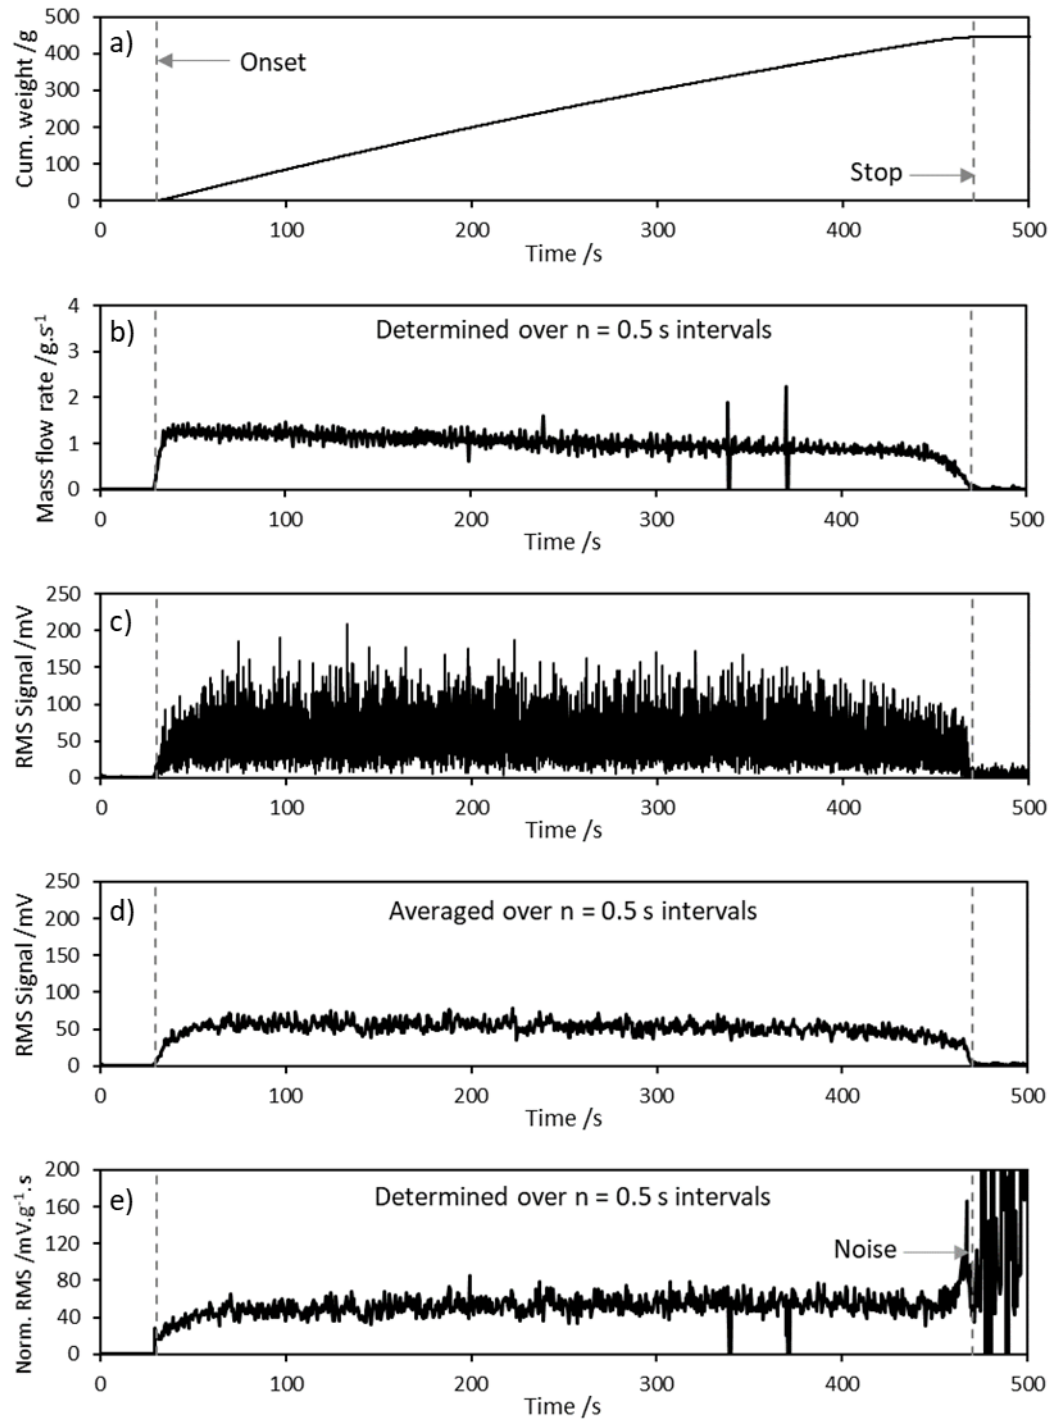 500
400
300
200
100
0
Cum. weight /g
a)
Onset
Stop
0
100
200
300
400
500
Time /s
4
3
2
1
0
Mass flow rate /g.s⁻¹
b)
Determined over n = 0.5 s intervals
0
100
200
300
400
500
Time /s
250
200
150
100
50
0
RMS Signal /mV
c)
0
100
200
300
400
500
Time /s
250
200
150
100
50
0
RMS Signal /mV
d)
Averaged over n = 0.5 s intervals
0
100
200
300
400
500
Time /s
200
160
120
80
40
0
Norm. RMS /mV.g⁻¹.s
e)
Determined over n = 0.5 s intervals
Noise
0
100
200
300
400
500
Time /s